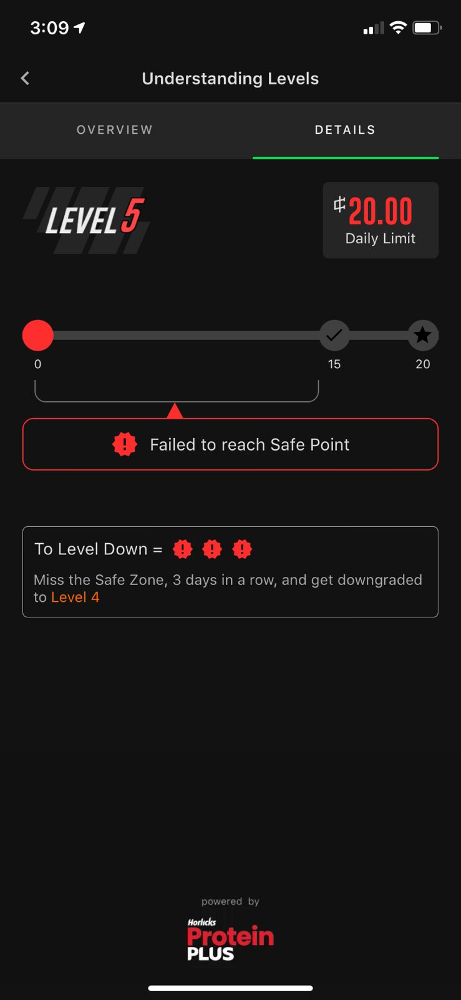 3:09
Understanding Levels
OVERVIEW
DETAILS
LEVEL 5
20.00
Daily Limit
0
15
20
Failed to reach Safe Point
To Level Down =
Miss the Safe Zone, 3 days in a row, and get downgraded
to Level 4
powered by
Horlicks
Protein
PLUS